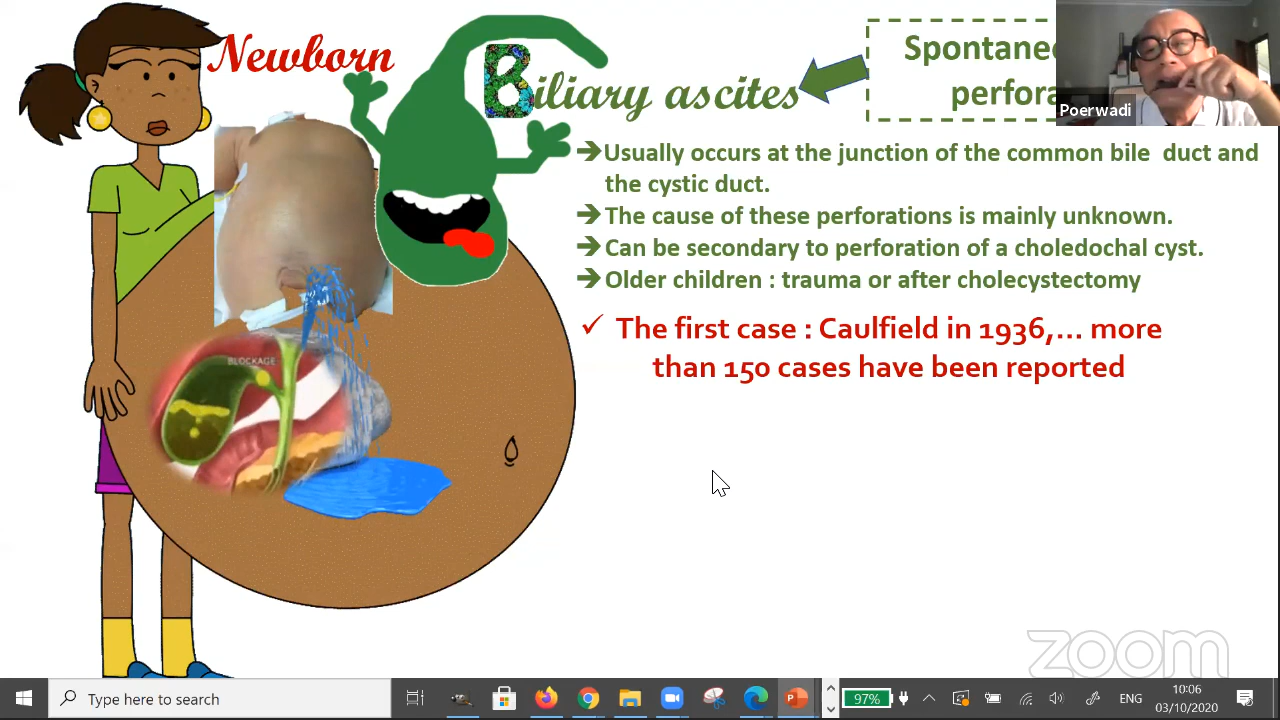 Newborn
Biliary ascites
perfora
Poerwadi
➔Usually occurs at the junction of the common bile duct and
the cystic duct.
➔The cause of these perforations is mainly unknown.
➔Can be secondary to perforation of a choledochal cyst.
➔Older children : trauma or after cholecystectomy
✓ The first case : Caulfield in 1936,... more
than 150 cases have been reported
BLOCKAGE
zoom
Type here to search
97%
ENG
10:06
03/10/2020